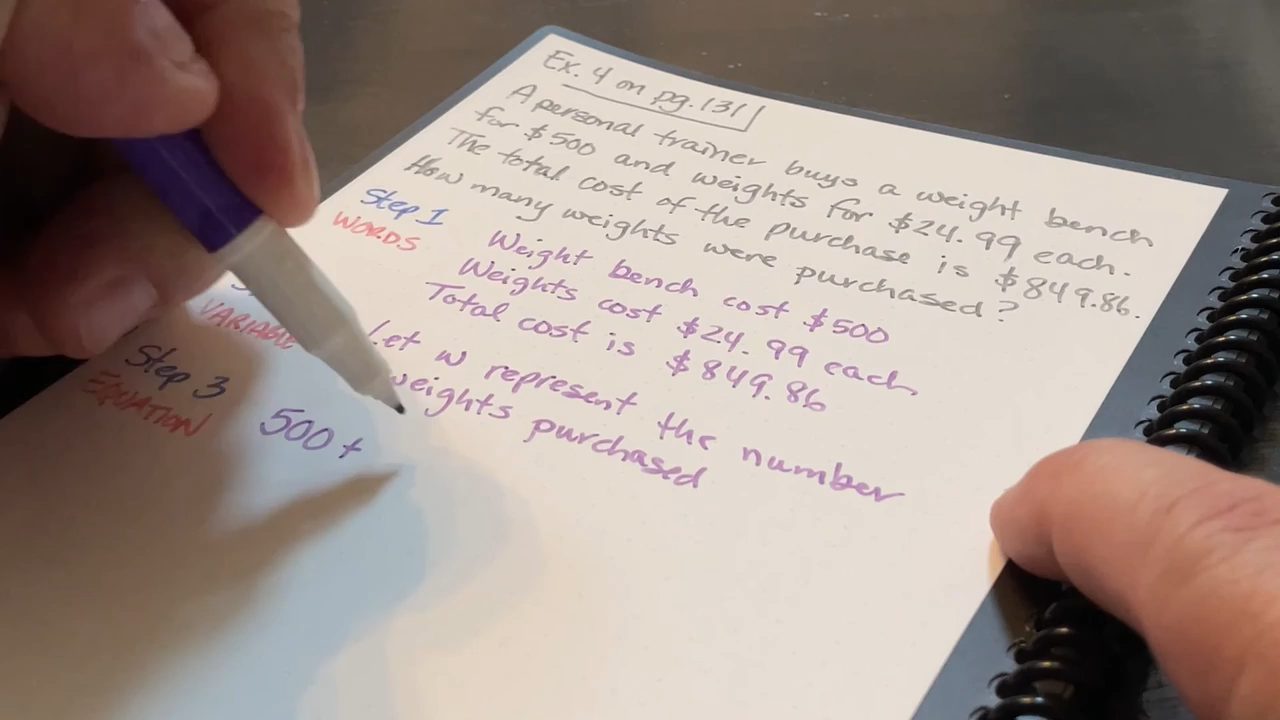 Ex. 4 on pg. 131
A personal trainer buys a weight bench
for $500 and weights for $24.99 each.
The total cost of the purchase is $849.86.
How many weights were purchased?
Step 1
WORDS
Weight bench cost $500
Weights cost $24.99 each
Total cost is $849.86
VARIABLE
Let w represent the number
weights purchased
Step 3
EQUATION
500+